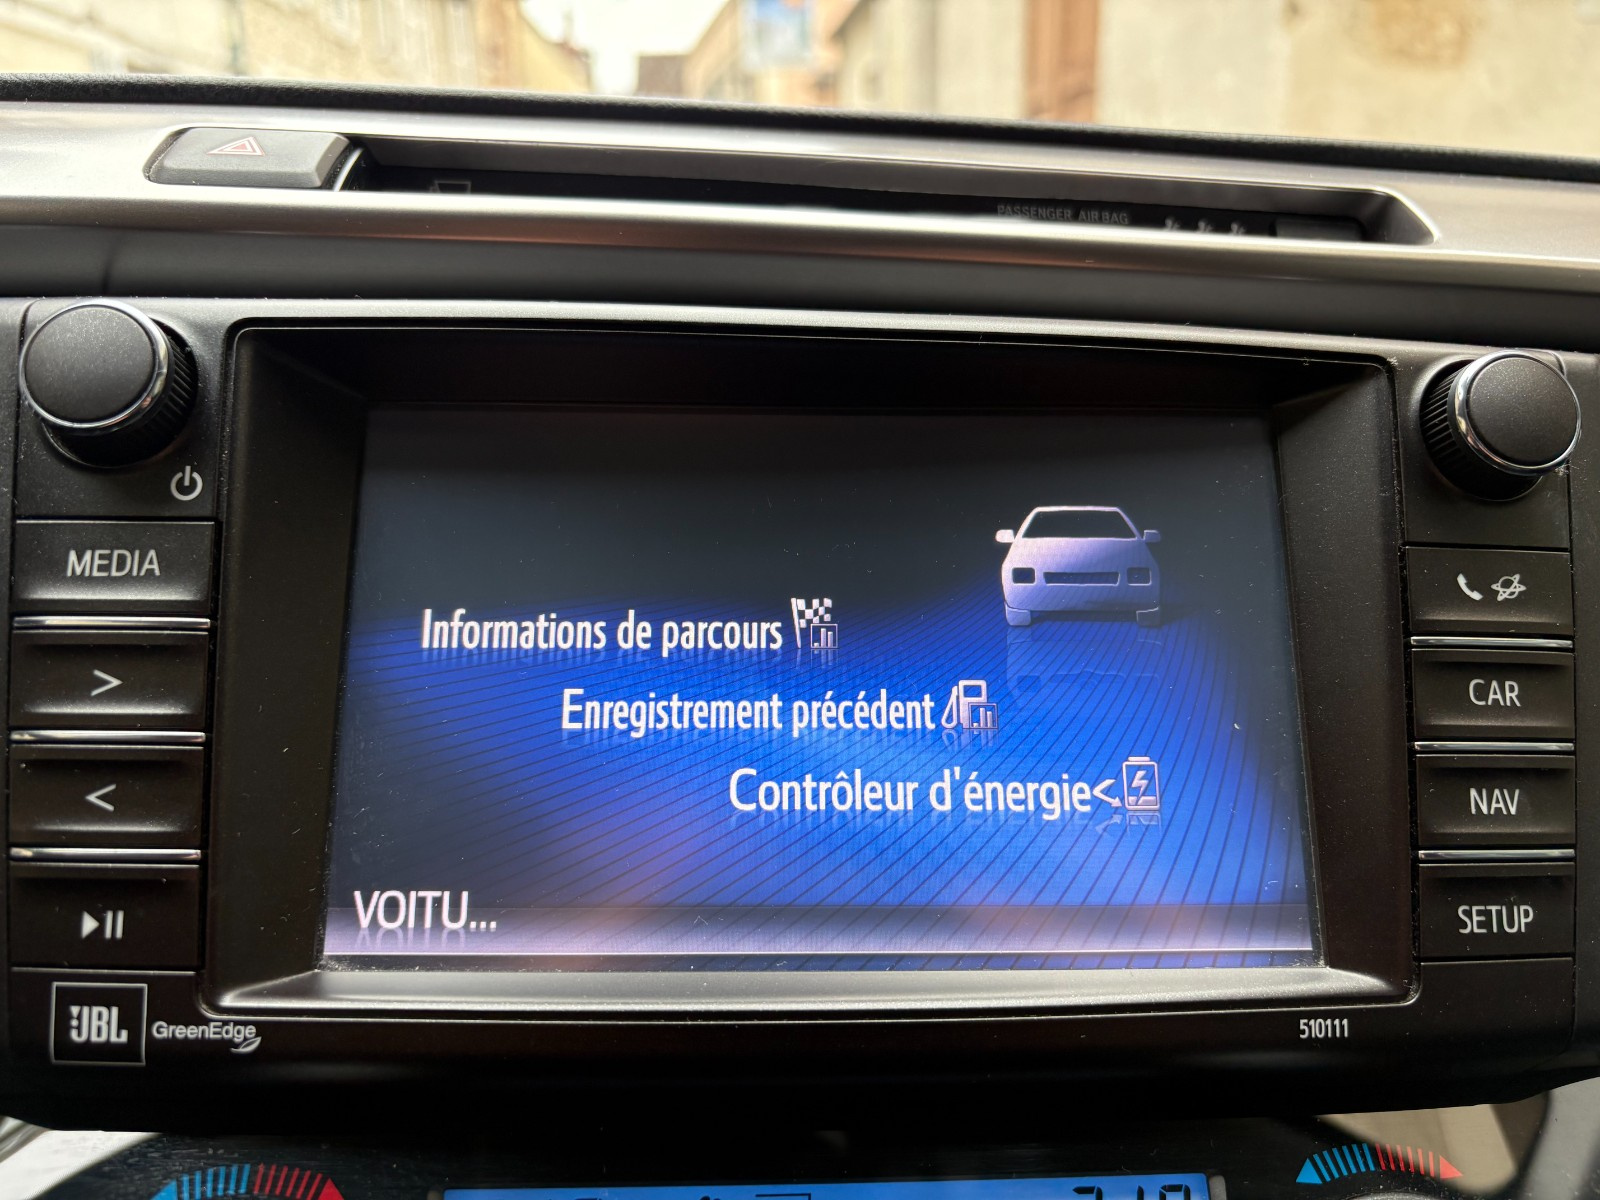 PASSENGER AIR BAG
MEDIA
>
<
Informations de parcours
Enregistrement précédent
Contrôleur d'énergie
VOITU...
CAR
NAV
SETUP
JBL GreenEdge
510111